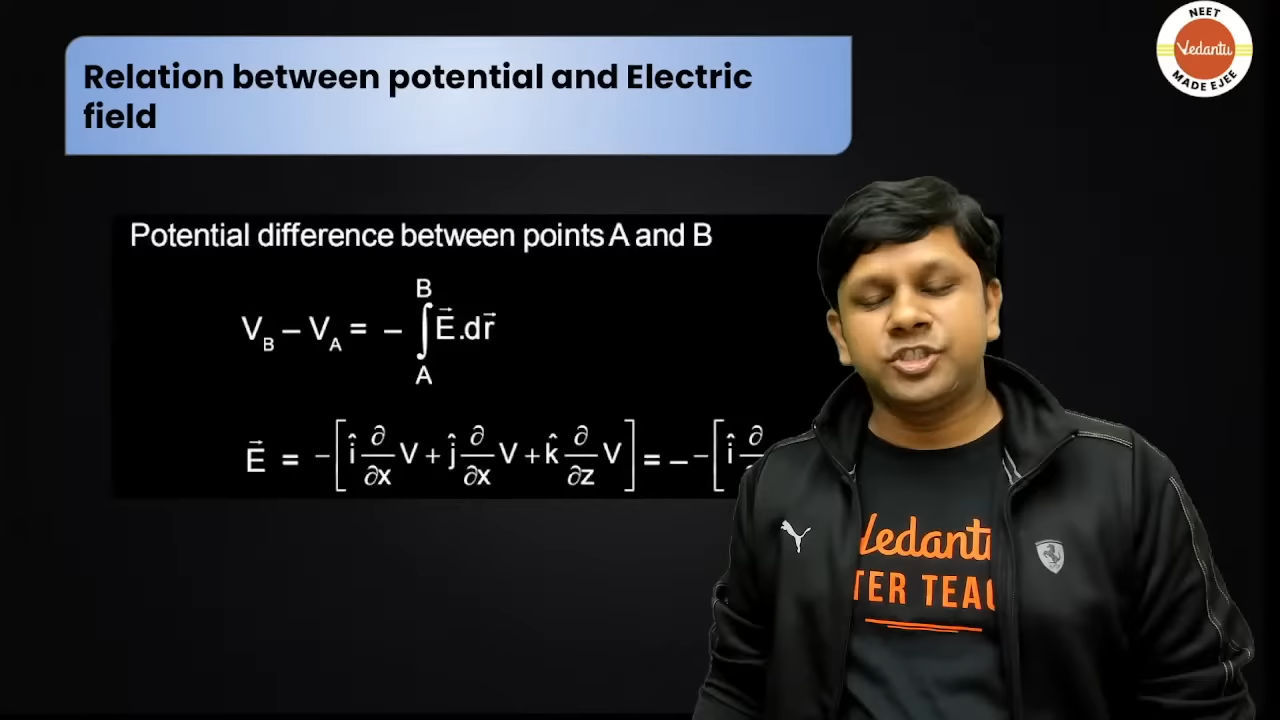 Relation between potential and Electric
field
NEET
Vedantu
MADE EJEE
Potential difference between points A and B
B
V_B – V_A = – ∫ E⃗.dr⃗
A
E⃗ = –[î ∂/∂x V + ĵ ∂/∂x V + k̂ ∂/∂z V] = – –[î ∂
Vedantu
TER TEAC